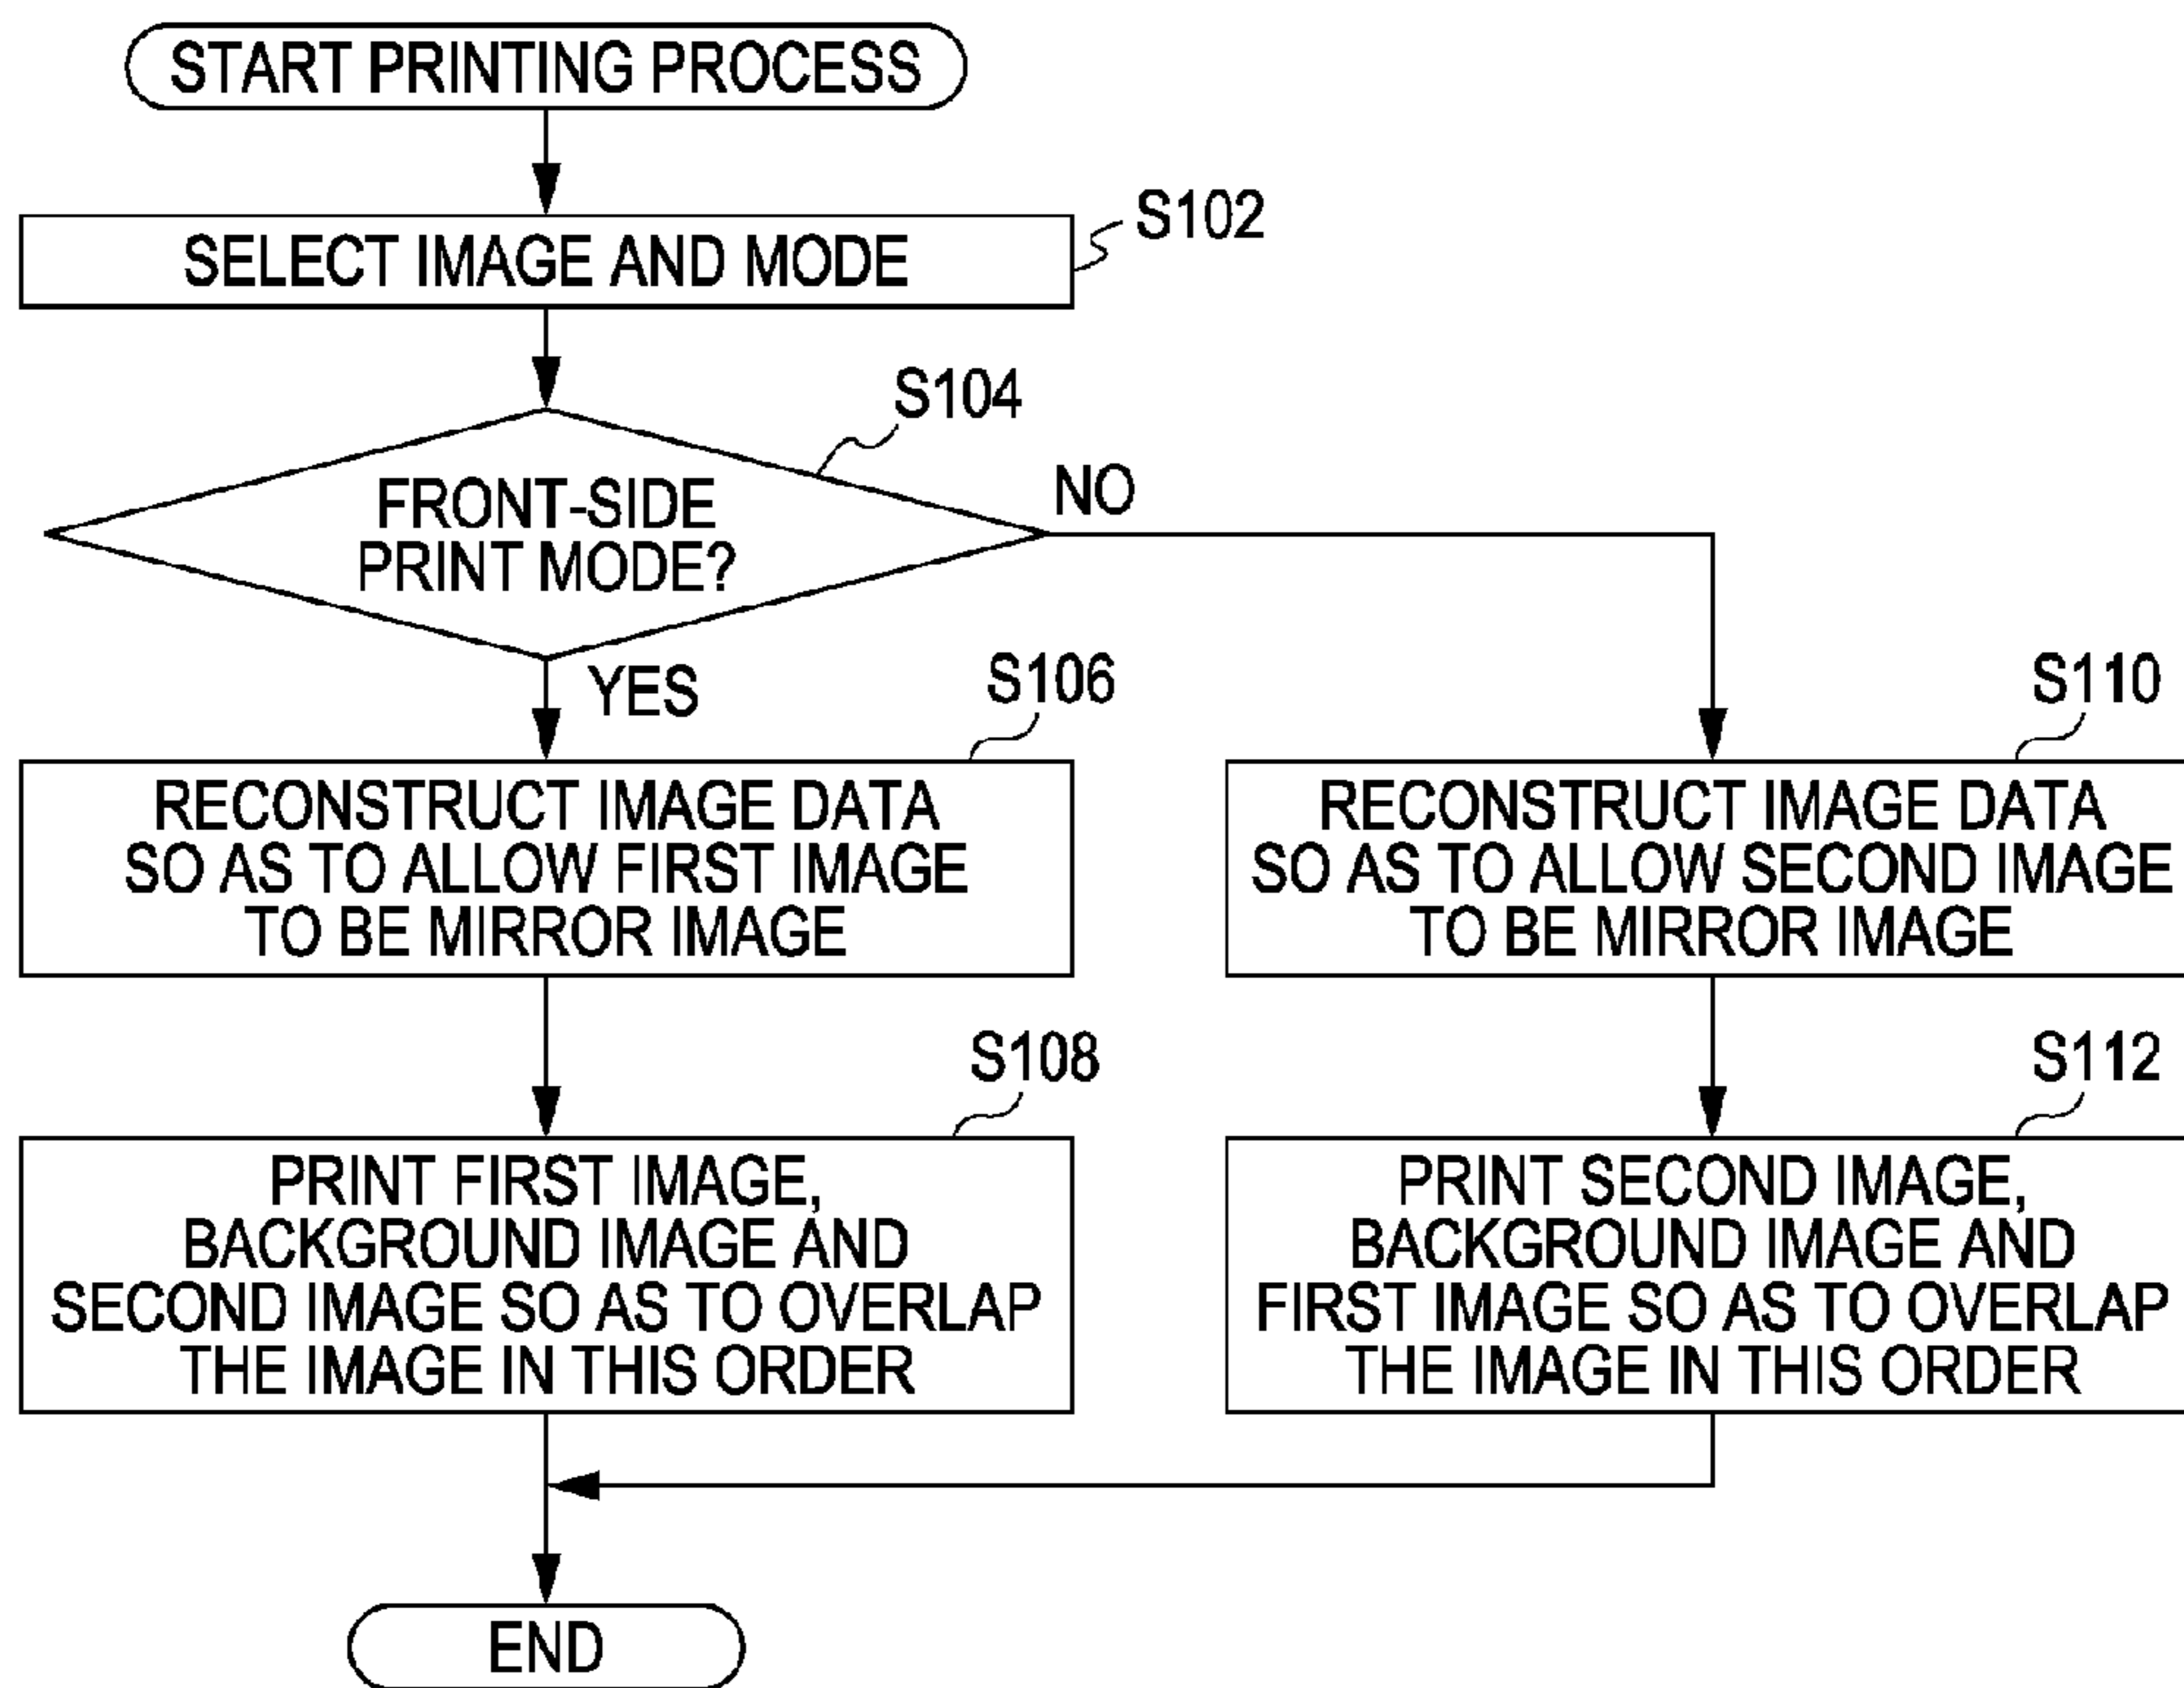 START PRINTING PROCESS
S102
SELECT IMAGE AND MODE
S104
FRONT-SIDE
PRINT MODE?
NO
YES
S106
RECONSTRUCT IMAGE DATA
SO AS TO ALLOW FIRST IMAGE
TO BE MIRROR IMAGE
S110
RECONSTRUCT IMAGE DATA
SO AS TO ALLOW SECOND IMAGE
TO BE MIRROR IMAGE
S108
PRINT FIRST IMAGE,
BACKGROUND IMAGE AND
SECOND IMAGE SO AS TO OVERLAP
THE IMAGE IN THIS ORDER
S112
PRINT SECOND IMAGE,
BACKGROUND IMAGE AND
FIRST IMAGE SO AS TO OVERLAP
THE IMAGE IN THIS ORDER
END